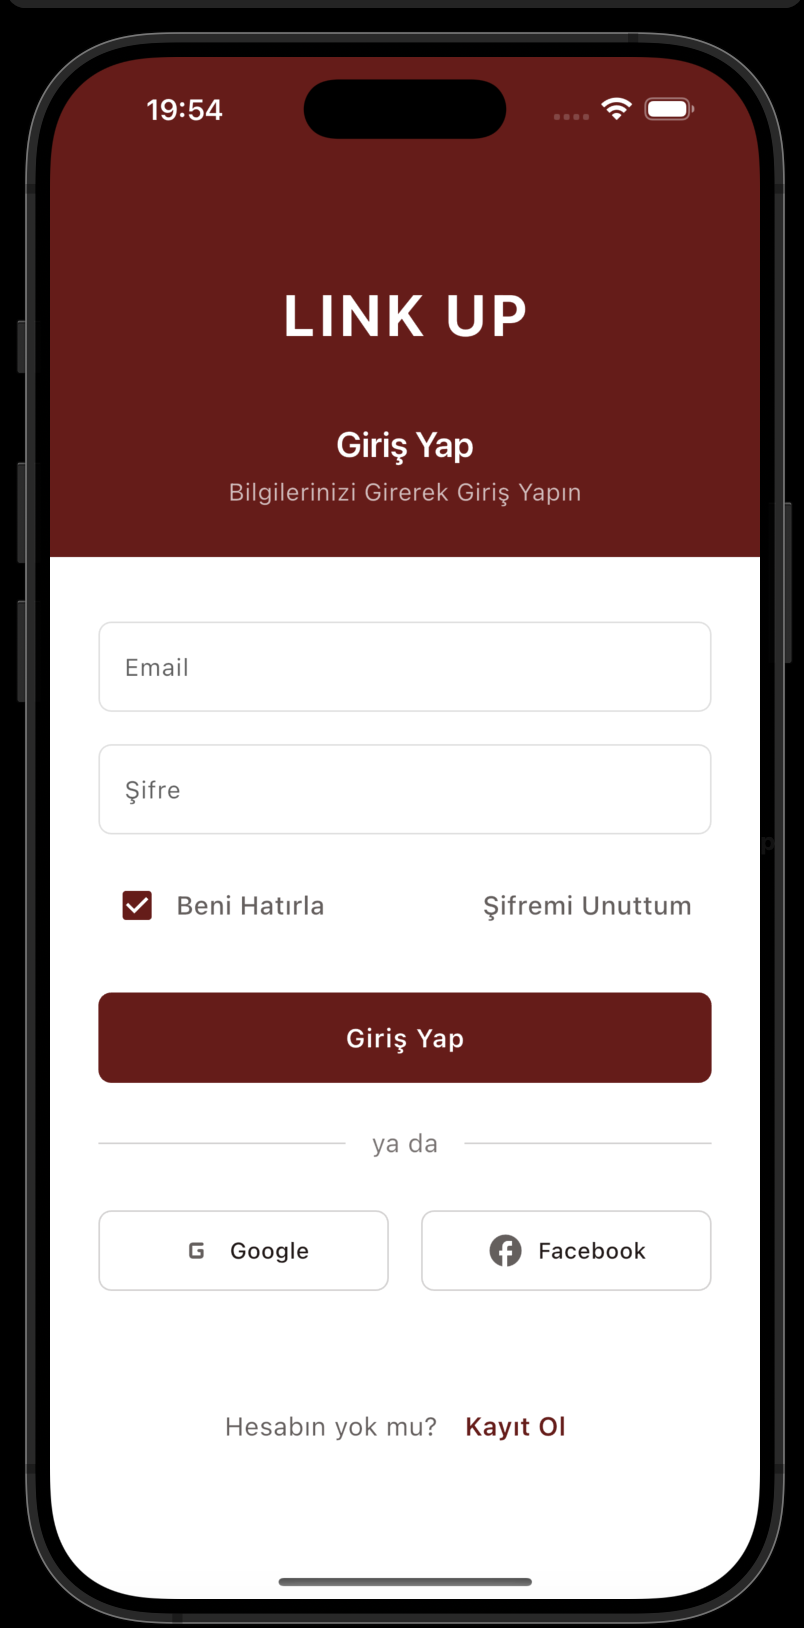 19:54
LINK UP
Giriş Yap
Bilgilerinizi Girerek Giriş Yapın
Email
Şifre
Beni Hatırla Şifremi Unuttum
Giriş Yap
ya da
G Google Facebook
Hesabın yok mu? Kayıt Ol